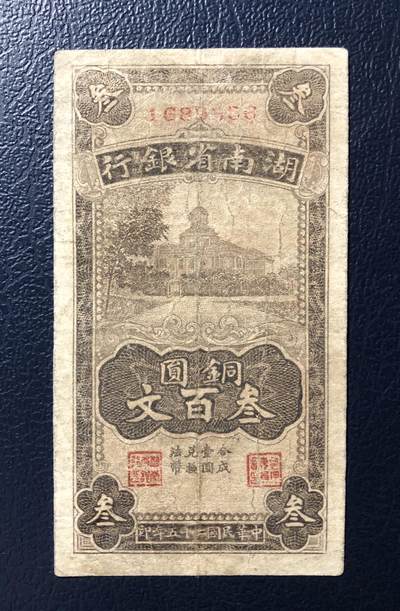 叁 叁
湖南省銀行
銅圓
叁百文
合成
壹圓
兌換
法幣
叁 叁
中華民國二十五年印